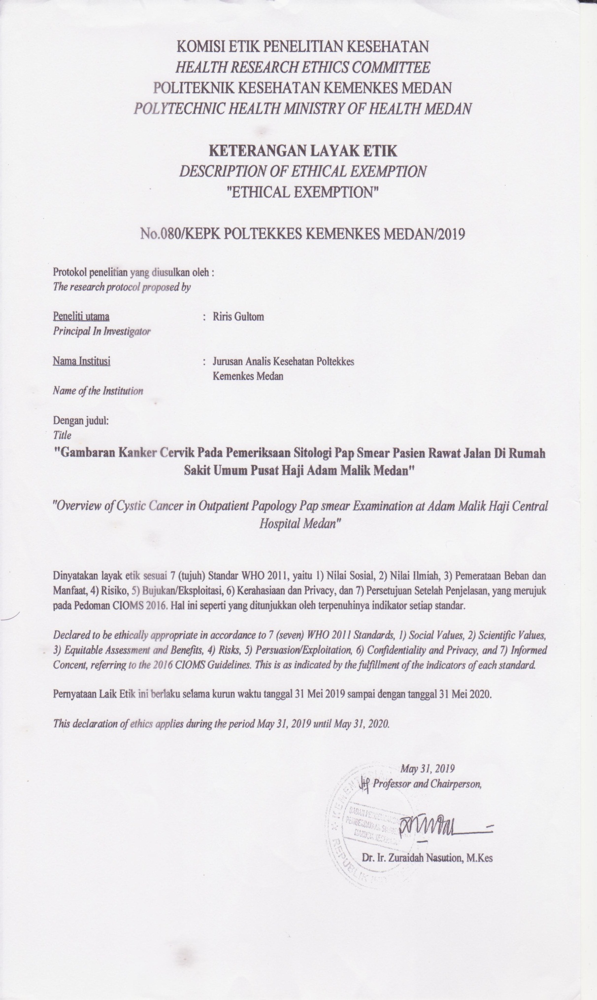 KOMISI ETIK PENELITIAN KESEHATAN
HEALTH RESEARCH ETHICS COMMITTEE
POLITEKNIK KESEHATAN KEMENKES MEDAN
POLYTECHNIC HEALTH MINISTRY OF HEALTH MEDAN
KETERANGAN LAYAK ETIK
DESCRIPTION OF ETHICAL EXEMPTION
"ETHICAL EXEMPTION"
No.080/KEPK POLTEKKES KEMENKES MEDAN/2019
Protokol penelitian yang diusulkan oleh :
The research protocol proposed by
Peneliti utama : Riris Gultom
Principal In Investigator
Nama Institusi : Jurusan Analis Kesehatan Poltekkes
Kemenkes Medan
Name of the Institution
Dengan judul:
Title
"Gambaran Kanker Cervik Pada Pemeriksaan Sitologi Pap Smear Pasien Rawat Jalan Di Rumah
Sakit Umum Pusat Haji Adam Malik Medan"
"Overview of Cystic Cancer in Outpatient Papology Pap smear Examination at Adam Malik Haji Central
Hospital Medan"
Dinyatakan layak etik sesuai 7 (tujuh) Standar WHO 2011, yaitu 1) Nilai Sosial, 2) Nilai Ilmiah, 3) Pemerataan Beban dan
Manfaat, 4) Risiko, 5) Bujukan/Eksploitasi, 6) Kerahasiaan dan Privacy, dan 7) Persetujuan Setelah Penjelasan, yang merujuk
pada Pedoman CIOMS 2016. Hal ini seperti yang ditunjukkan oleh terpenuhinya indikator setiap standar.
Declared to be ethically appropriate in accordance to 7 (seven) WHO 2011 Standards, 1) Social Values, 2) Scientific Values,
3) Equitable Assessment and Benefits, 4) Risks, 5) Persuasion/Exploitation, 6) Confidentiality and Privacy, and 7) Informed
Concent, referring to the 2016 CIOMS Guidelines. This is as indicated by the fulfillment of the indicators of each standard.
Pernyataan Laik Etik ini berlaku selama kurun waktu tanggal 31 Mei 2019 sampai dengan tanggal 31 Mei 2020.
This declaration of ethics applies during the period May 31, 2019 until May 31, 2020.
May 31, 2019
Professor and Chairperson,
REPUBLIK
Dr. Ir. Zuraidah Nasution, M.Kes